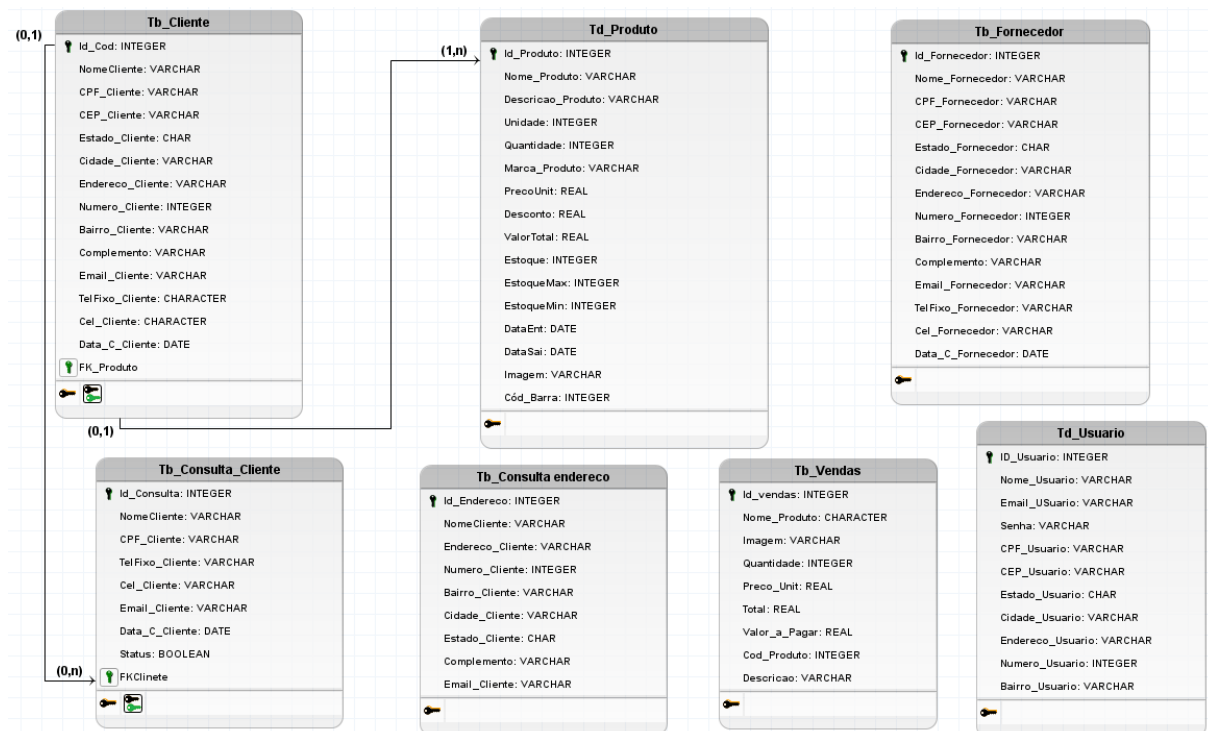 Tb_Cliente
(0,1)
Id_Cod: INTEGER
NomeCliente: VARCHAR
CPF_Cliente: VARCHAR
CEP_Cliente: VARCHAR
Estado_Cliente: CHAR
Cidade_Cliente: VARCHAR
Endereco_Cliente: VARCHAR
Numero_Cliente: INTEGER
Bairro_Cliente: VARCHAR
Complemento: VARCHAR
Email_Cliente: VARCHAR
TelFixo_Cliente: CHARACTER
Cel_Cliente: CHARACTER
Data_C_Cliente: DATE
FK_Produto
(0,1)
(1,n)
Td_Produto
Id_Produto: INTEGER
Nome_Produto: VARCHAR
Descricao_Produto: VARCHAR
Unidade: INTEGER
Quantidade: INTEGER
Marca_Produto: VARCHAR
PrecoUnit: REAL
Desconto: REAL
ValorTotal: REAL
Estoque: INTEGER
EstoqueMax: INTEGER
EstoqueMin: INTEGER
DataEnt: DATE
DataSai: DATE
Imagem: VARCHAR
Cód_Barra: INTEGER
Tb_Fornecedor
Id_Fornecedor: INTEGER
Nome_Fornecedor: VARCHAR
CPF_Fornecedor: VARCHAR
CEP_Fornecedor: VARCHAR
Estado_Fornecedor: CHAR
Cidade_Fornecedor: VARCHAR
Endereco_Fornecedor: VARCHAR
Numero_Fornecedor: INTEGER
Bairro_Fornecedor: VARCHAR
Complemento: VARCHAR
Email_Fornecedor: VARCHAR
TelFixo_Fornecedor: VARCHAR
Cel_Fornecedor: VARCHAR
Data_C_Fornecedor: DATE
Tb_Consulta_Cliente
Id_Consulta: INTEGER
NomeCliente: VARCHAR
CPF_Cliente: VARCHAR
TelFixo_Cliente: VARCHAR
Cel_Cliente: VARCHAR
Email_Cliente: VARCHAR
Data_C_Cliente: DATE
Status: BOOLEAN
(0,n)
FKClinete
Tb_Consulta endereco
Id_Endereco: INTEGER
NomeCliente: VARCHAR
Endereco_Cliente: VARCHAR
Numero_Cliente: INTEGER
Bairro_Cliente: VARCHAR
Cidade_Cliente: VARCHAR
Estado_Cliente: CHAR
Complemento: VARCHAR
Email_Cliente: VARCHAR
Tb_Vendas
Id_vendas: INTEGER
Nome_Produto: CHARACTER
Imagem: VARCHAR
Quantidade: INTEGER
Preco_Unit: REAL
Total: REAL
Valor_a_Pagar: REAL
Cod_Produto: INTEGER
Descricao: VARCHAR
Td_Usuario
ID_Usuario: INTEGER
Nome_Usuario: VARCHAR
Email_USuario: VARCHAR
Senha: VARCHAR
CPF_Usuario: VARCHAR
CEP_Usuario: VARCHAR
Estado_Usuario: CHAR
Cidade_Usuario: VARCHAR
Endereco_Usuario: VARCHAR
Numero_Usuario: INTEGER
Bairro_Usuario: VARCHAR